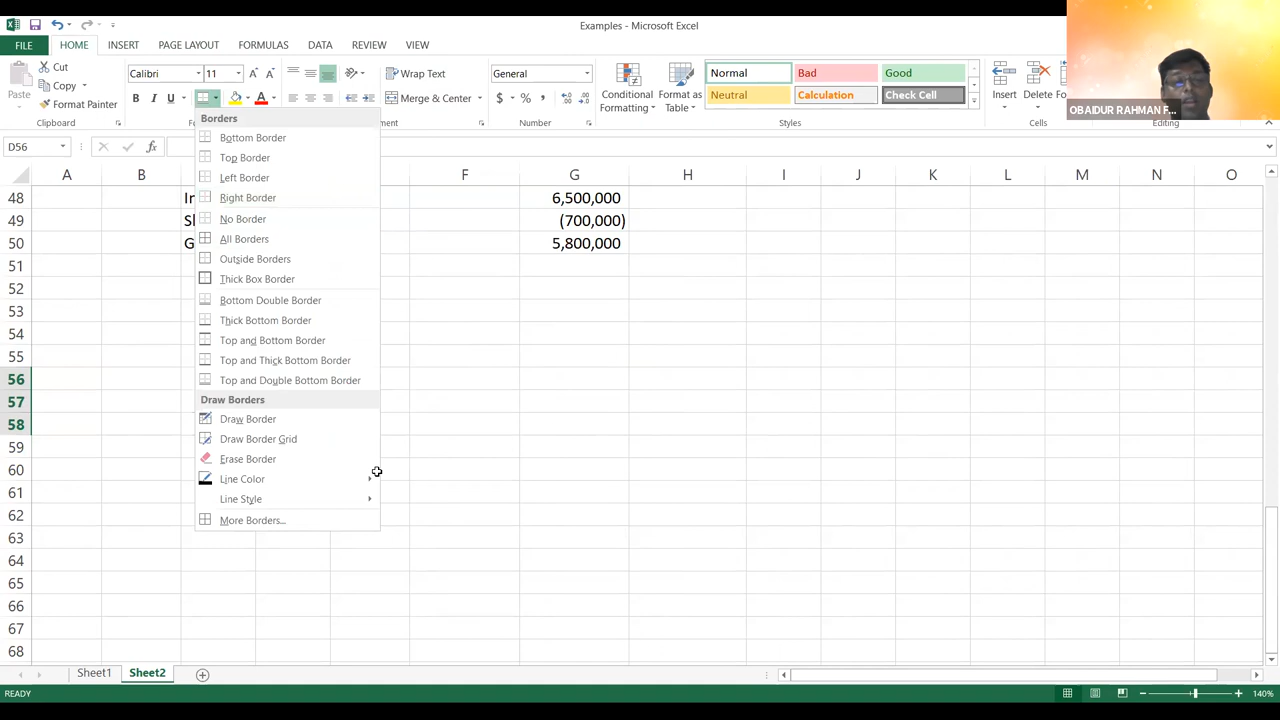 Examples - Microsoft Excel
FILE HOME INSERT PAGE LAYOUT FORMULAS DATA REVIEW VIEW
Paste
Cut
Copy
Format Painter
Clipboard
Calibri 11 A A
B I U A
Wrap Text
Merge & Center
General
$ % ,
Number
Conditional Formatting
Format as Table
Normal Bad Good
Neutral Calculation Check Cell
Styles
Insert Delete
Cells
Editing
OBAIDUR RAHMAN F...
D56 fx
A B F G H I J K L M N O
48 6,500,000
49 (700,000)
50 G 5,800,000
51
52
53
54
55
56
57
58
59
60
61
62
63
64
65
66
67
68
Borders
Bottom Border
Top Border
Left Border
Right Border
No Border
All Borders
Outside Borders
Thick Box Border
Bottom Double Border
Thick Bottom Border
Top and Bottom Border
Top and Thick Bottom Border
Top and Double Bottom Border
Draw Borders
Draw Border
Draw Border Grid
Erase Border
Line Color
Line Style
More Borders...
Sheet1 Sheet2
READY 140%